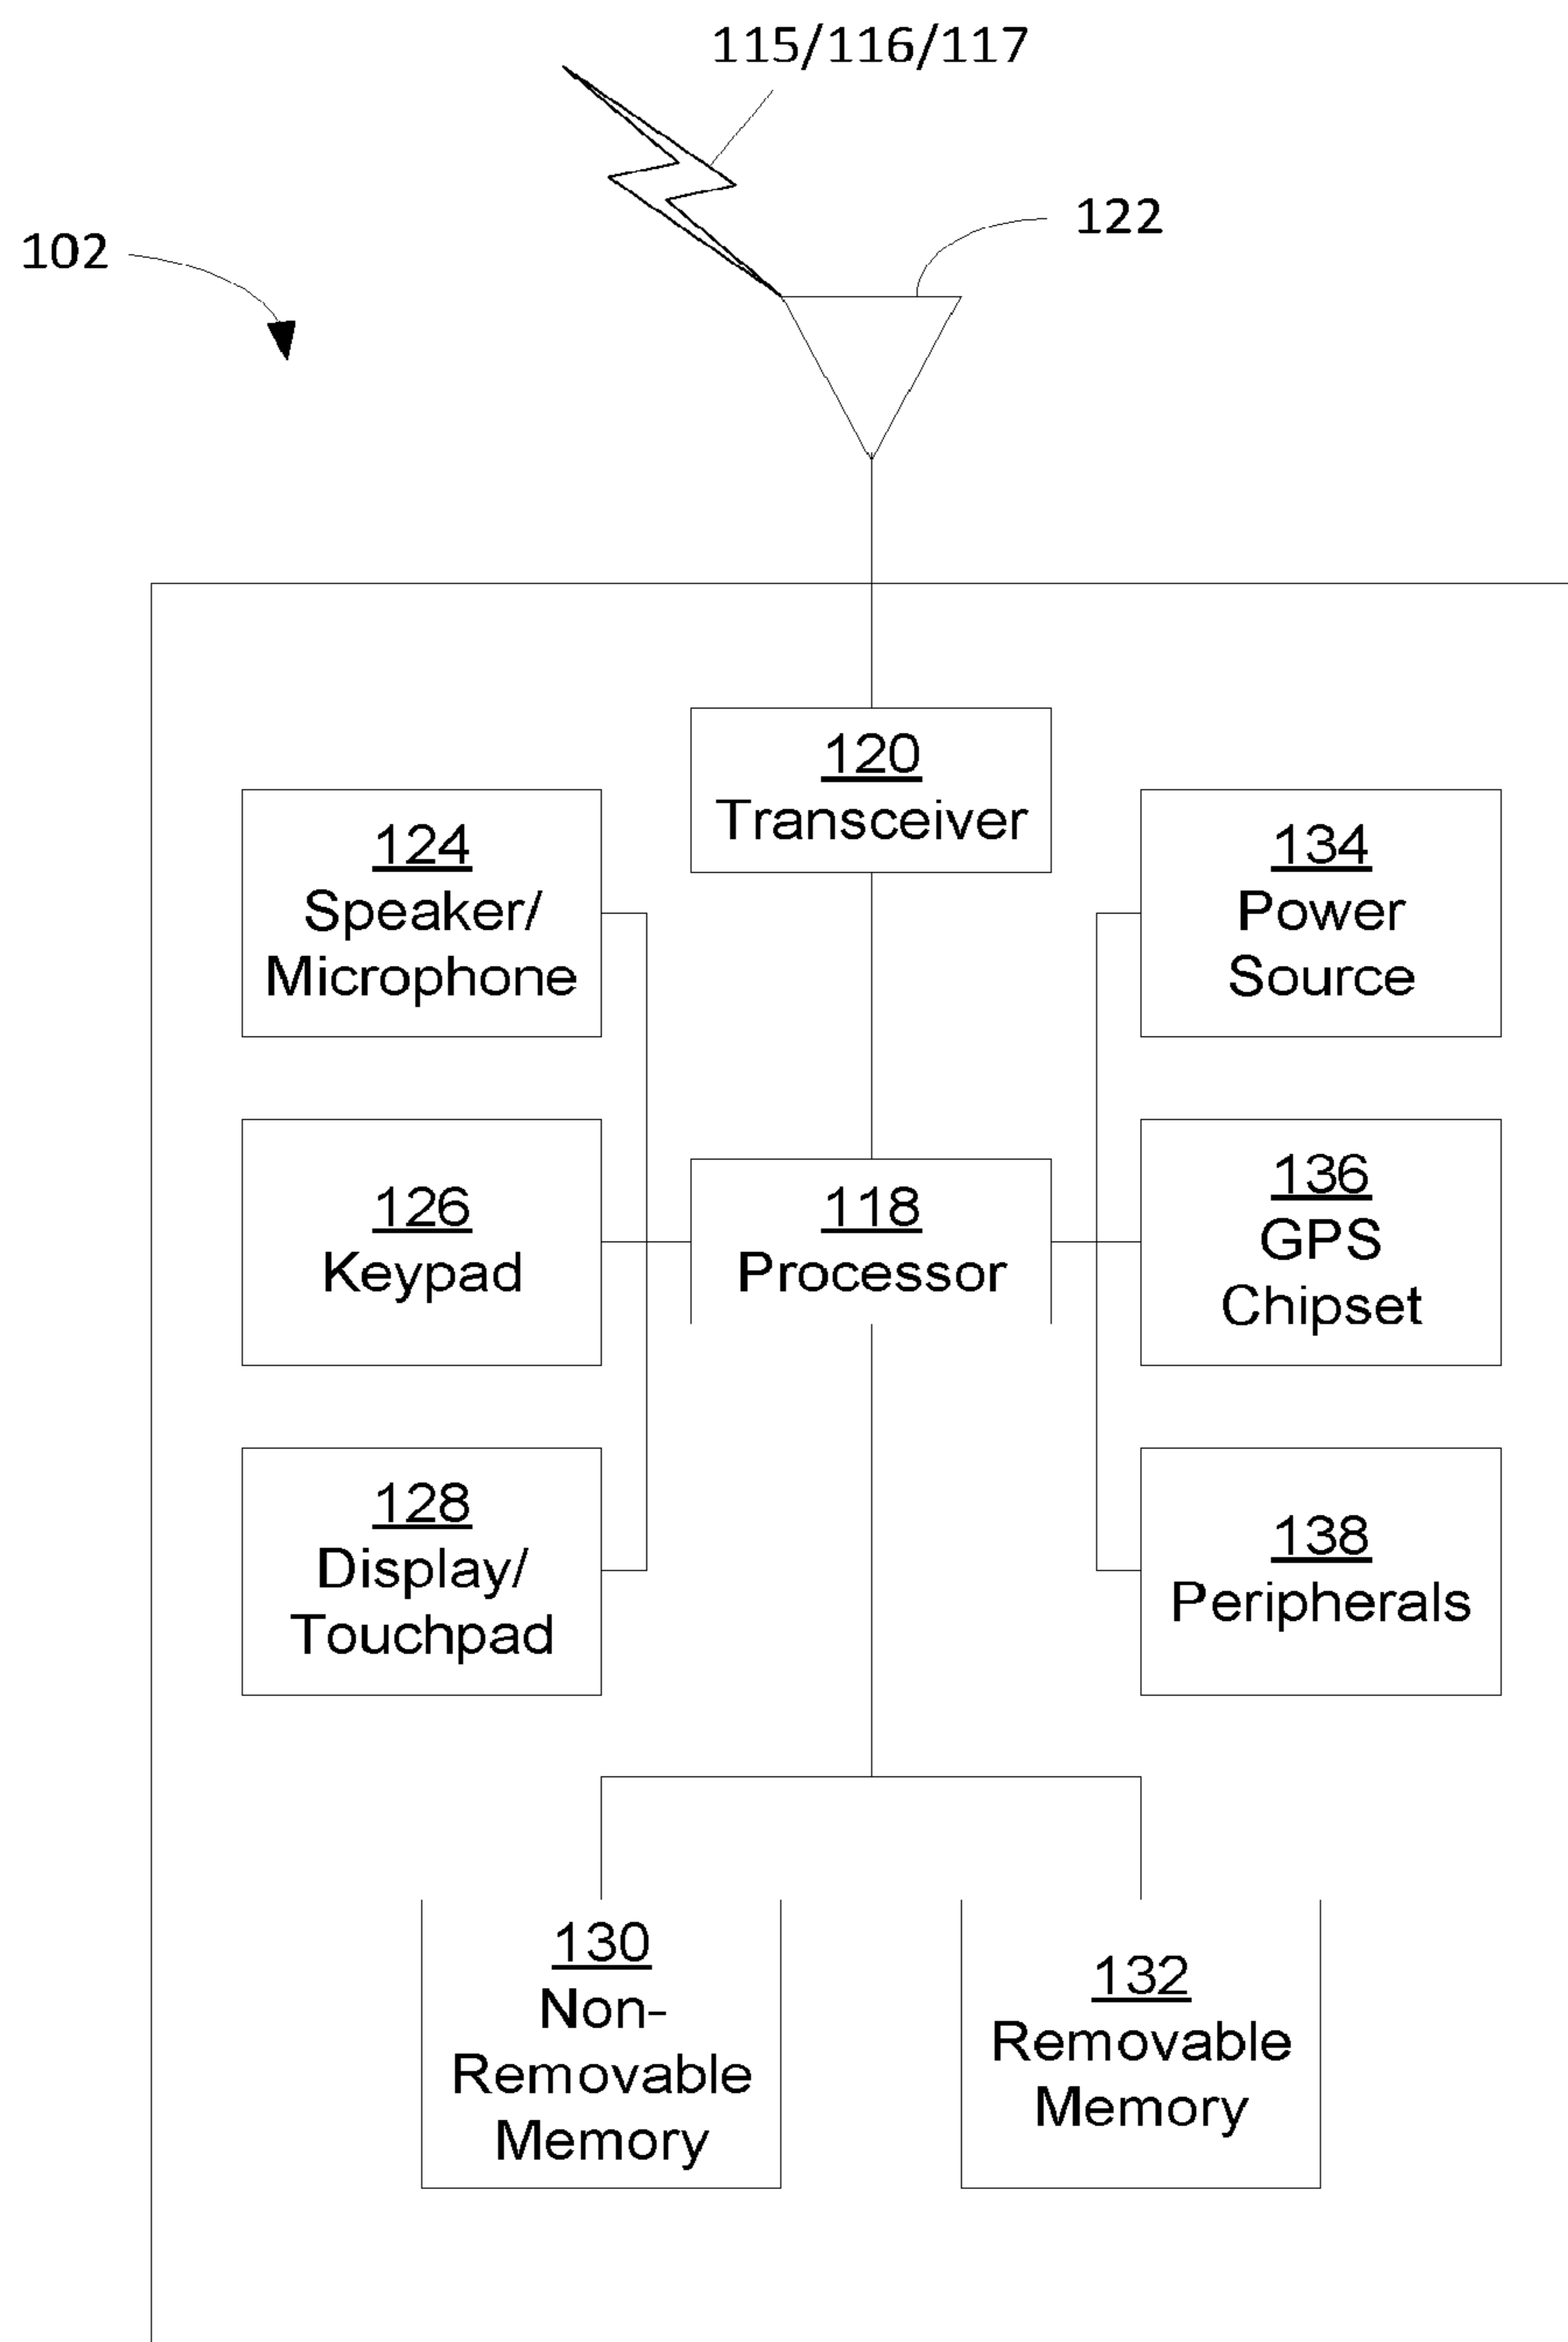 115/116/117
122
102
120
Transceiver
124
Speaker/
Microphone
134
Power
Source
126
Keypad
118
Processor
136
GPS
Chipset
128
Display/
Touchpad
138
Peripherals
130
Non-
Removable
Memory
132
Removable
Memory